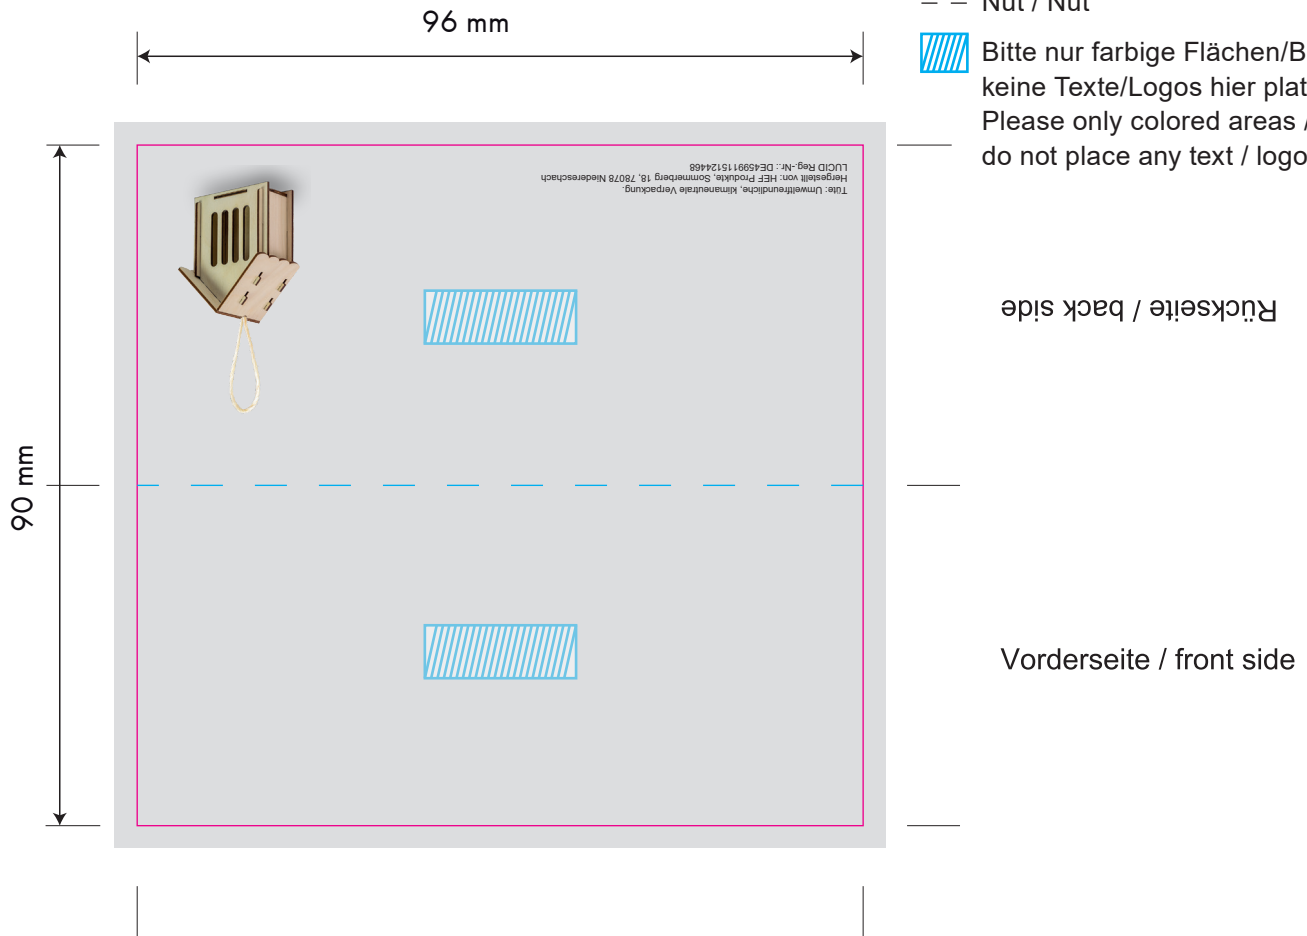 Nut / Nut
96 mm
Bitte nur farbige Flächen/B
keine Texte/Logos hier plat
Please only colored areas /
do not place any text / logo
Tüte: Umweltfreundliche, klimaneutrale Verpackung.
Hergestellt von: HEF Produkte, Sommerberg 18, 78078 Niedereschach
LUCID Reg.-Nr.: DE4599115124468
Rückseite / back side
90 mm
Vorderseite / front side